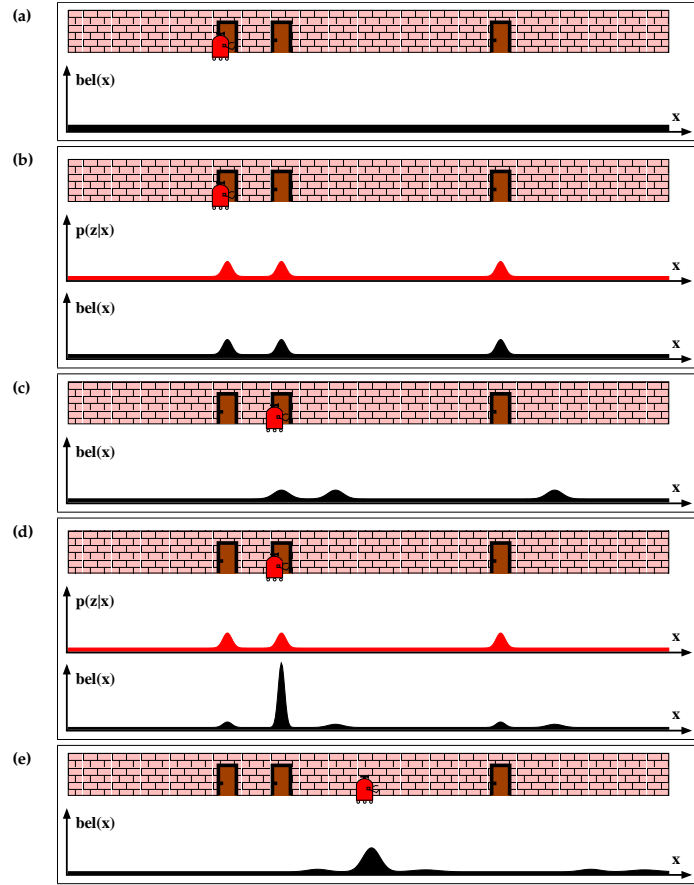 (a)
bel(x)
x
(b)
p(z|x)
x
bel(x)
x
(c)
bel(x)
x
(d)
p(z|x)
x
bel(x)
x
(e)
bel(x)
x